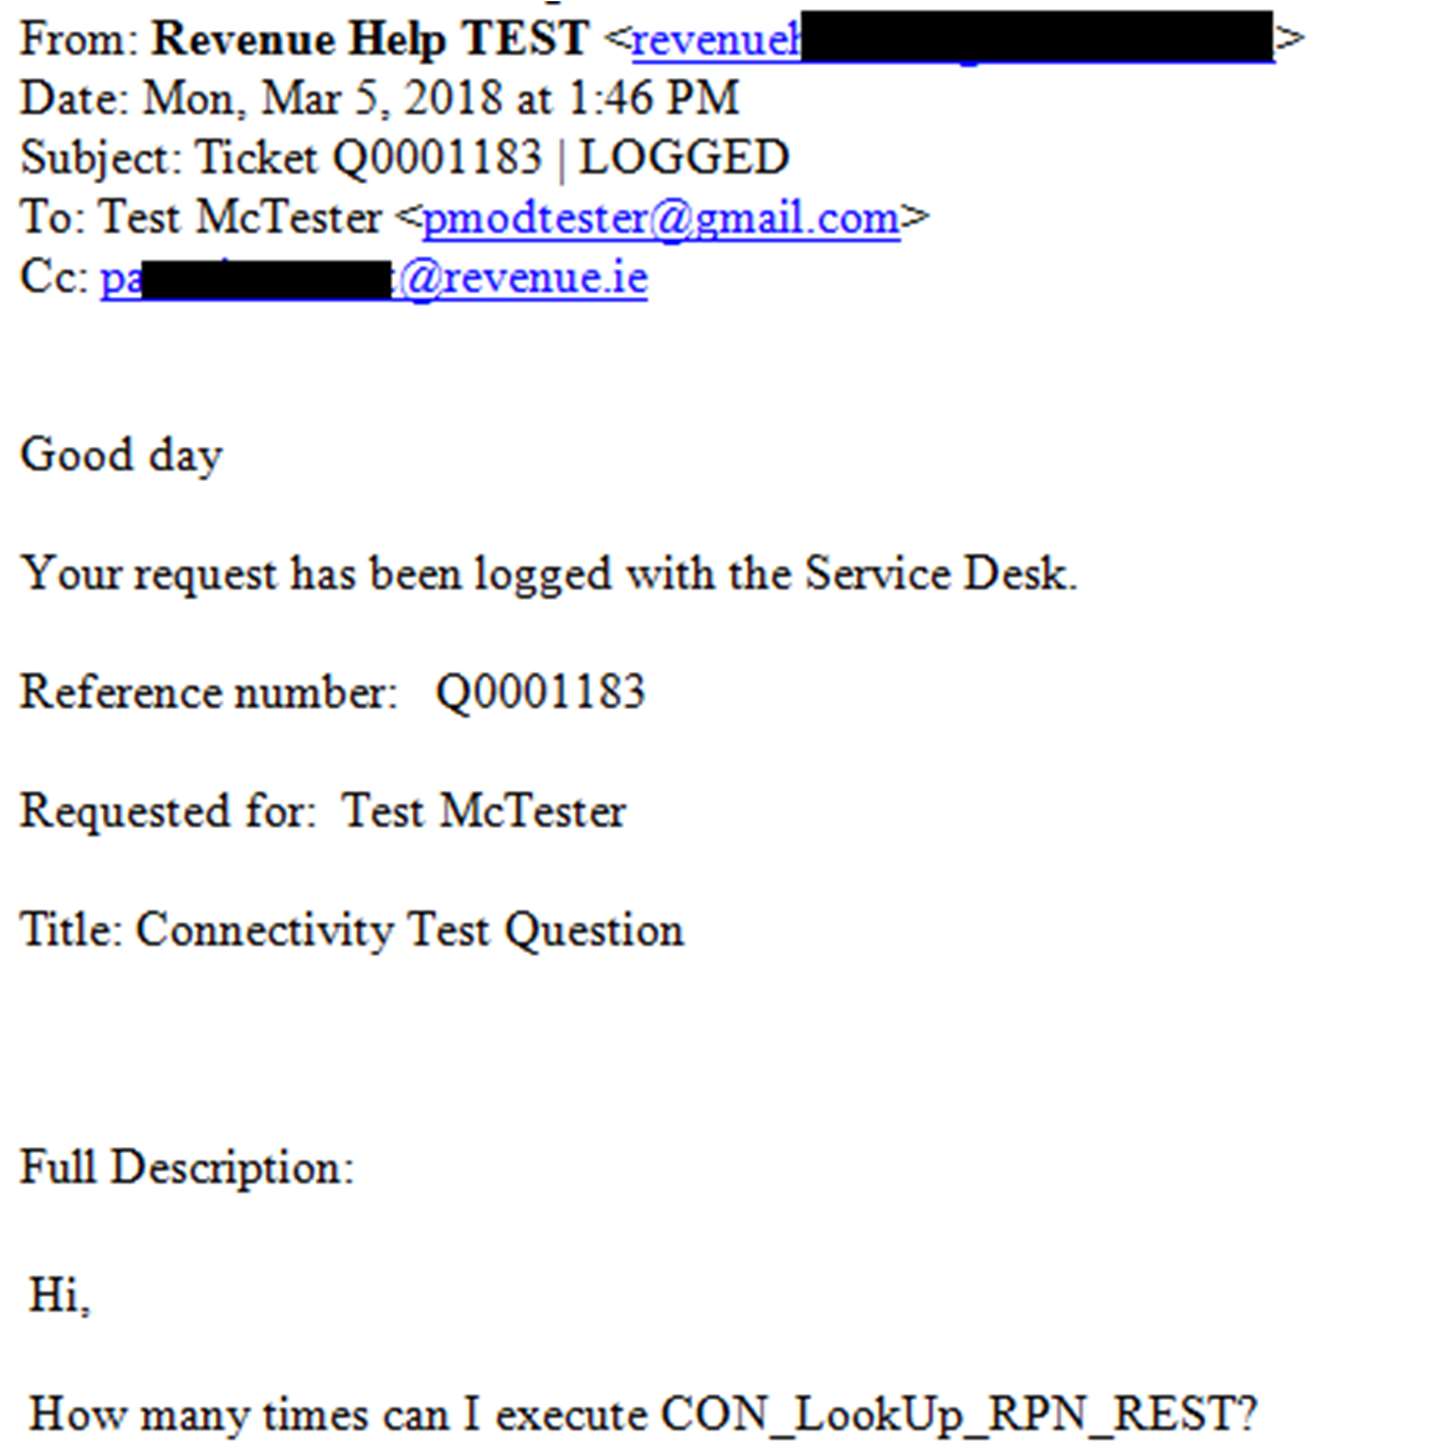 From: Revenue Help TEST <revenueh >
Date: Mon, Mar 5, 2018 at 1:46 PM
Subject: Ticket Q0001183 | LOGGED
To: Test McTester <pmodtester@gmail.com>
Cc: pa @revenue.ie
Good day
Your request has been logged with the Service Desk.
Reference number: Q0001183
Requested for: Test McTester
Title: Connectivity Test Question
Full Description:
Hi,
How many times can I execute CON_LookUp_RPN_REST?